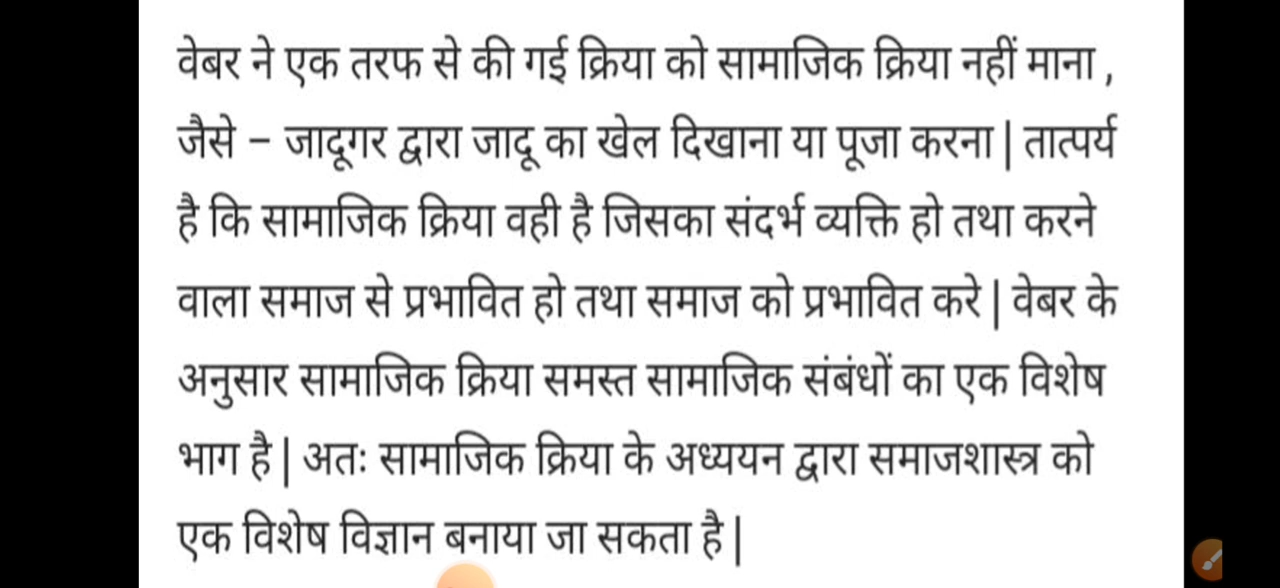 वेबर ने एक तरफ से की गई क्रिया को सामाजिक क्रिया नहीं माना ,
जैसे – जादूगर द्वारा जादू का खेल दिखाना या पूजा करना| तात्पर्य
है कि सामाजिक क्रिया वही है जिसका संदर्भ व्यक्ति हो तथा करने
वाला समाज से प्रभावित हो तथा समाज को प्रभावित करे| वेबर के
अनुसार सामाजिक क्रिया समस्त सामाजिक संबंधों का एक विशेष
भाग है| अतः सामाजिक क्रिया के अध्ययन द्वारा समाजशास्त्र को
एक विशेष विज्ञान बनाया जा सकता है|